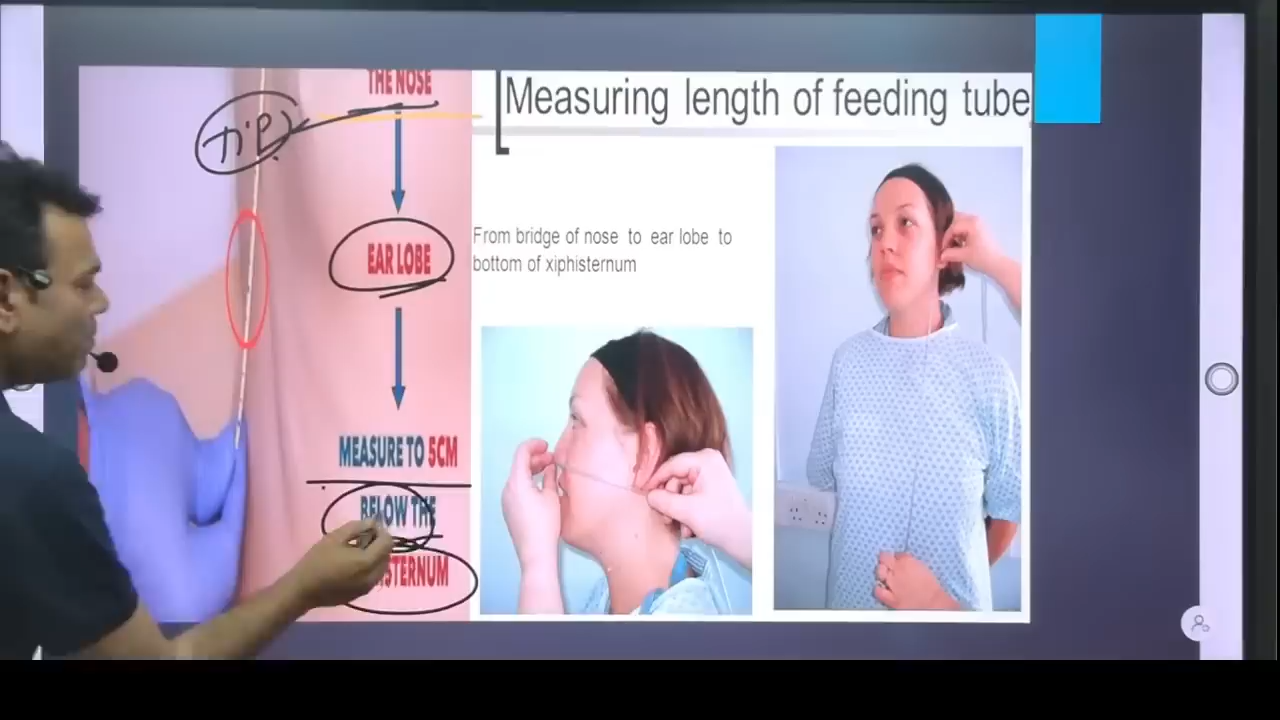 THE NOSE
TIP
EAR LOBE
MEASURE TO 5CM
BELOW THE
Measuring length of feeding tube
From bridge of nose to ear lobe to
bottom of xiphisternum